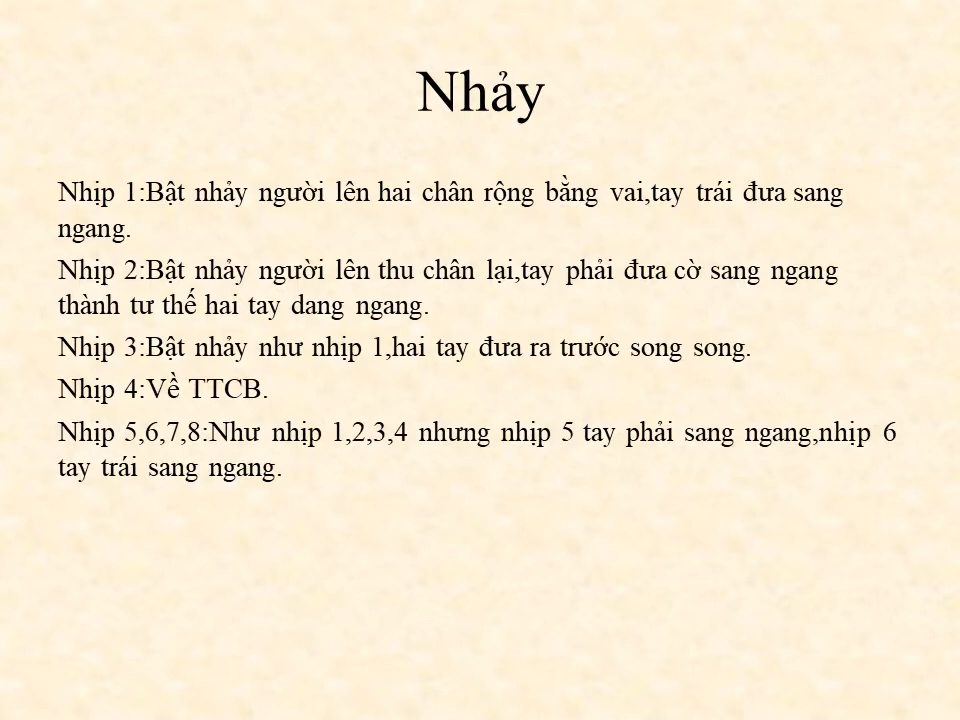 Nhảy
Nhịp 1:Bật nhảy người lên hai chân rộng bằng vai,tay trái đưa sang
ngang.
Nhịp 2:Bật nhảy người lên thu chân lại,tay phải đưa cờ sang ngang
thành tư thế hai tay dang ngang.
Nhịp 3:Bật nhảy như nhịp 1,hai tay đưa ra trước song song.
Nhịp 4:Về TTCB.
Nhịp 5,6,7,8:Như nhịp 1,2,3,4 nhưng nhịp 5 tay phải sang ngang,nhịp 6
tay trái sang ngang.